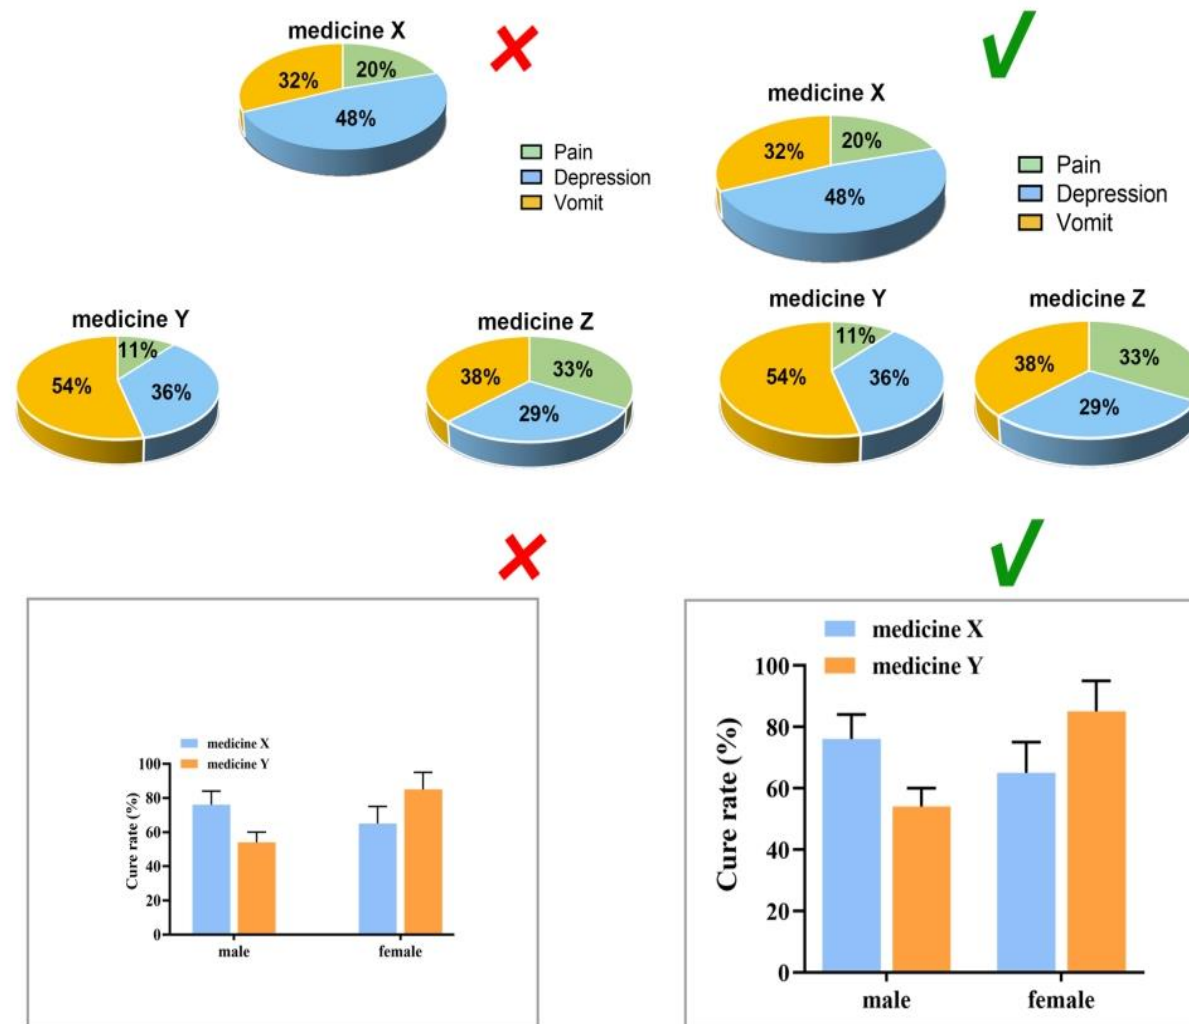 medicine X
32%
20%
48%
Pain
Depression
Vomit
medicine Y
11%
54%
36%
medicine Z
38%
33%
29%
medicine X
32%
20%
48%
Pain
Depression
Vomit
medicine Y
11%
54%
36%
medicine Z
38%
33%
29%
medicine X
medicine Y
Cure rate (%)
100
80
60
40
20
0
male female
medicine X
medicine Y
Cure rate (%)
100
80
60
40
20
0
male female